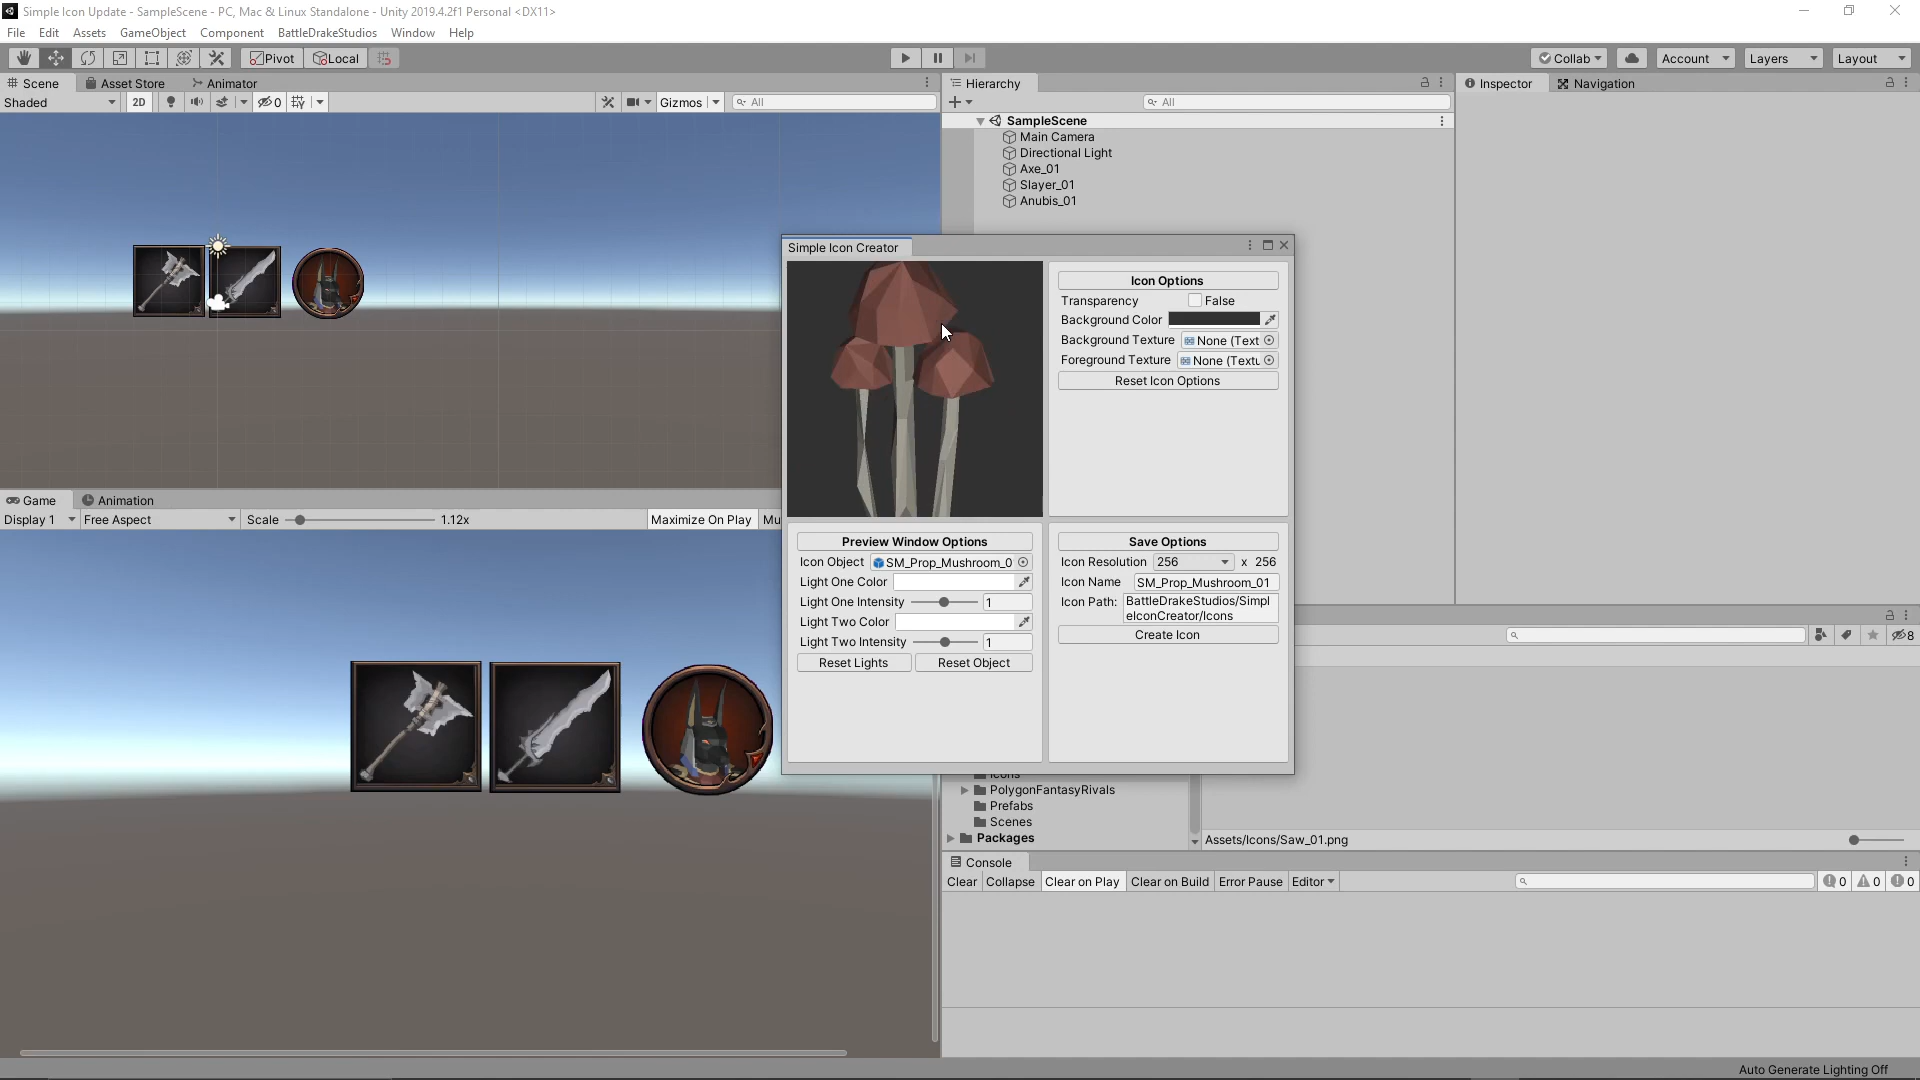 Simple Icon Update - SampleScene - PC, Mac & Linux Standalone - Unity 2019.4.2f1 Personal <DX11>
File Edit Assets GameObject Component BattleDrakeStudios Window Help
Pivot Local Collab Account Layers Layout
Scene Asset Store Animator
Shaded 2D 0 Gizmos All
Hierarchy
All
SampleScene
Main Camera
Directional Light
Axe_01
Slayer_01
Anubis_01
Inspector Navigation
Simple Icon Creator
Icon Options
Transparency False
Background Color
Background Texture None (Text
Foreground Texture None (Textu
Reset Icon Options
Preview Window Options
Icon Object SM_Prop_Mushroom_0
Light One Color
Light One Intensity 1
Light Two Color
Light Two Intensity 1
Reset Lights Reset Object
Save Options
Icon Resolution 256 x 256
Icon Name SM_Prop_Mushroom_01
Icon Path: BattleDrakeStudios/Simpl
eIconCreator/Icons
Create Icon
Game Animation
Display 1 Free Aspect Scale 1.12x Maximize On Play Mu
8
Icons
PolygonFantasyRivals
Prefabs
Scenes
Packages
Assets/Icons/Saw_01.png
Console
Clear Collapse Clear on Play Clear on Build Error Pause Editor 0 0 0
Auto Generate Lighting Off